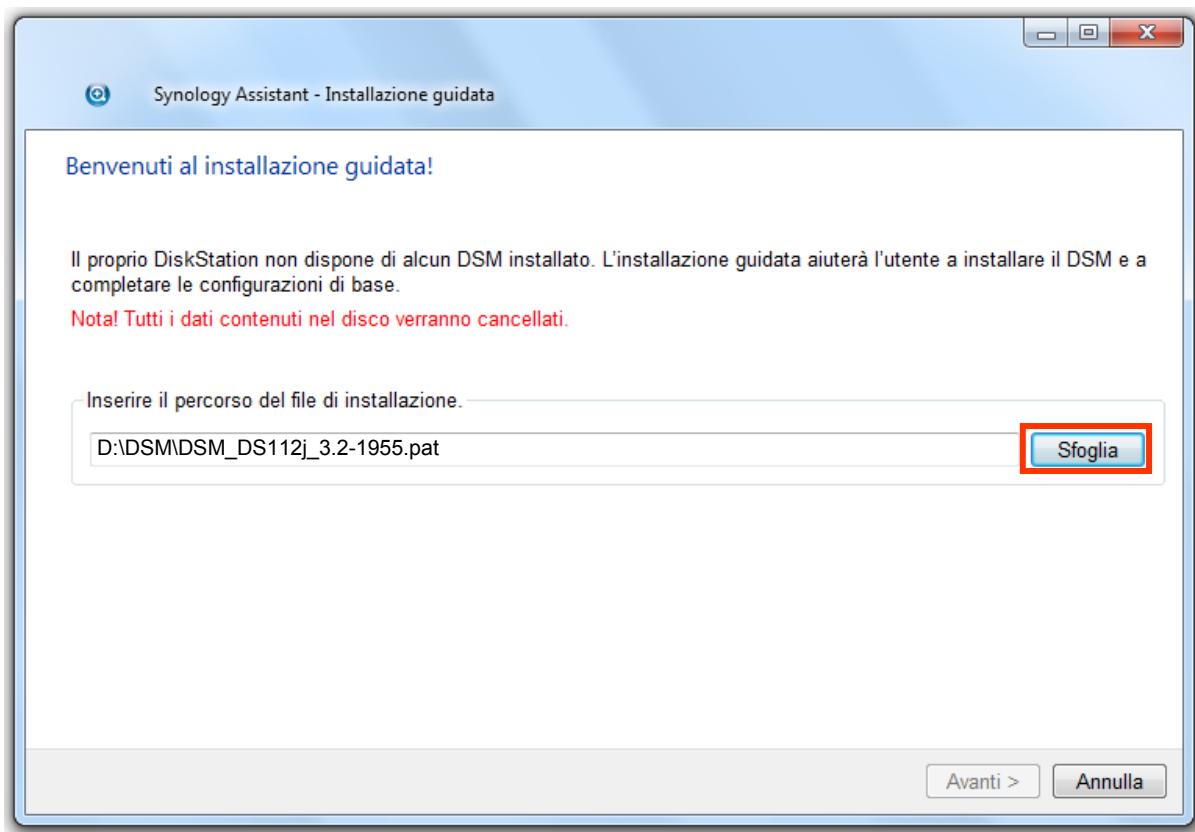 Synology Assistant - Installazione guidata
Benvenuti al installazione guidata!
Il proprio DiskStation non dispone di alcun DSM installato. L'installazione guidata aiuterà l'utente a installare il DSM e a
completare le configurazioni di base.
Nota! Tutti i dati contenuti nel disco verranno cancellati.
Inserire il percorso del file di installazione.
D:\DSM\DSM_DS112j_3.2-1955.pat
Sfoglia
Avanti >
Annulla